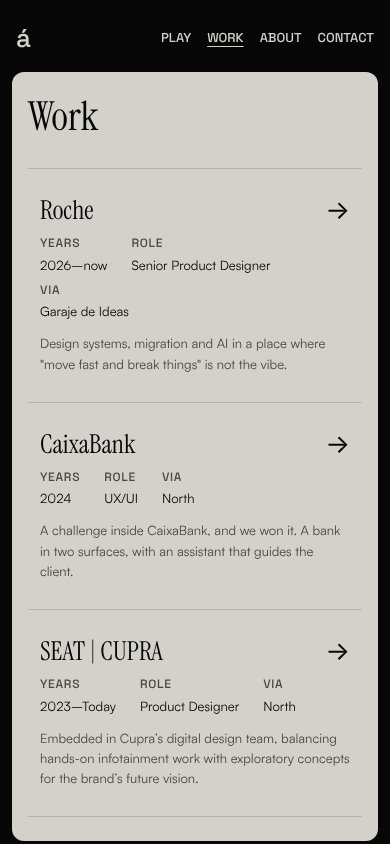 á
PLAY WORK ABOUT CONTACT
Work
Roche →
YEARS ROLE
2026—now Senior Product Designer
VIA
Garaje de Ideas
Design systems, migration and AI in a place where
"move fast and break things" is not the vibe.
CaixaBank →
YEARS ROLE VIA
2024 UX/UI North
A challenge inside CaixaBank, and we won it. A bank
in two surfaces, with an assistant that guides the
client.
SEAT | CUPRA →
YEARS ROLE VIA
2023—Today Product Designer North
Embedded in Cupra’s digital design team, balancing
hands-on infotainment work with exploratory concepts
for the brand’s future vision.